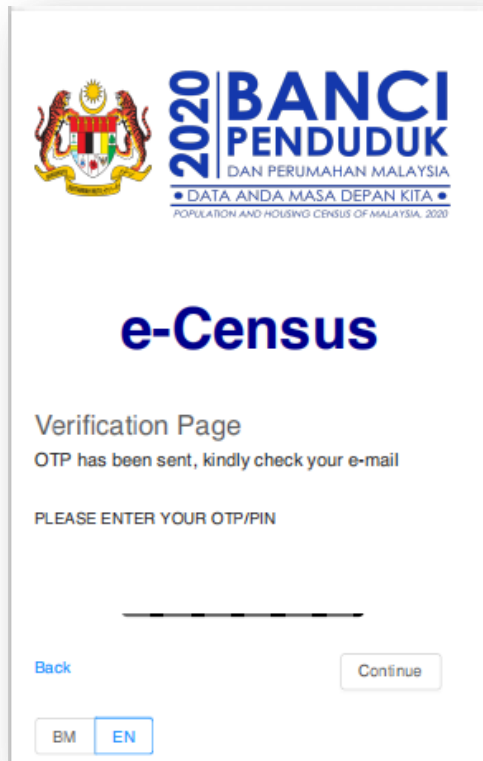 2020
BANCI
PENDUDUK
DAN PERUMAHAN MALAYSIA
• DATA ANDA MASA DEPAN KITA •
POPULATION AND HOUSING CENSUS OF MALAYSIA, 2020
e-Census
Verification Page
OTP has been sent, kindly check your e-mail
PLEASE ENTER YOUR OTP/PIN
Back
Continue
BM EN